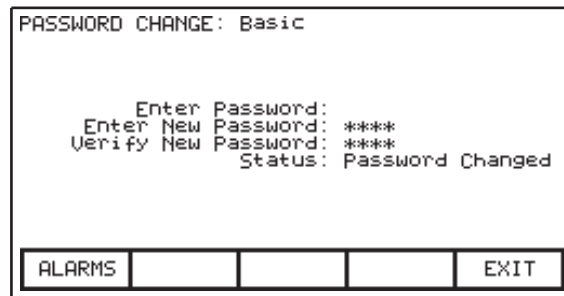 PASSWORD CHANGE: Basic
Enter Password:
Enter New Password: ****
Verify New Password: ****
Status: Password Changed
ALARMS EXIT